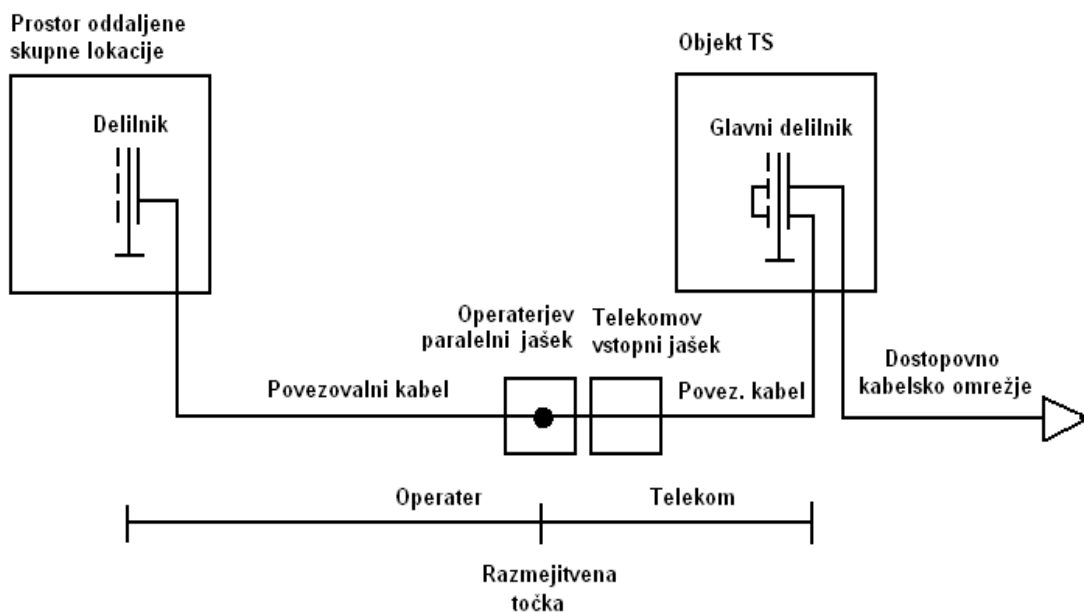 Prostor oddaljene
skupne lokacije
Objekt TS
Delilnik
Glavni delilnik
Operaterjev
paralelni jašek
Telekomov
vstopni jašek
Dostopovno
kabelsko omrežje
Povezovalni kabel
Povez. kabel
Operater
Telekom
Razmejitvena
točka